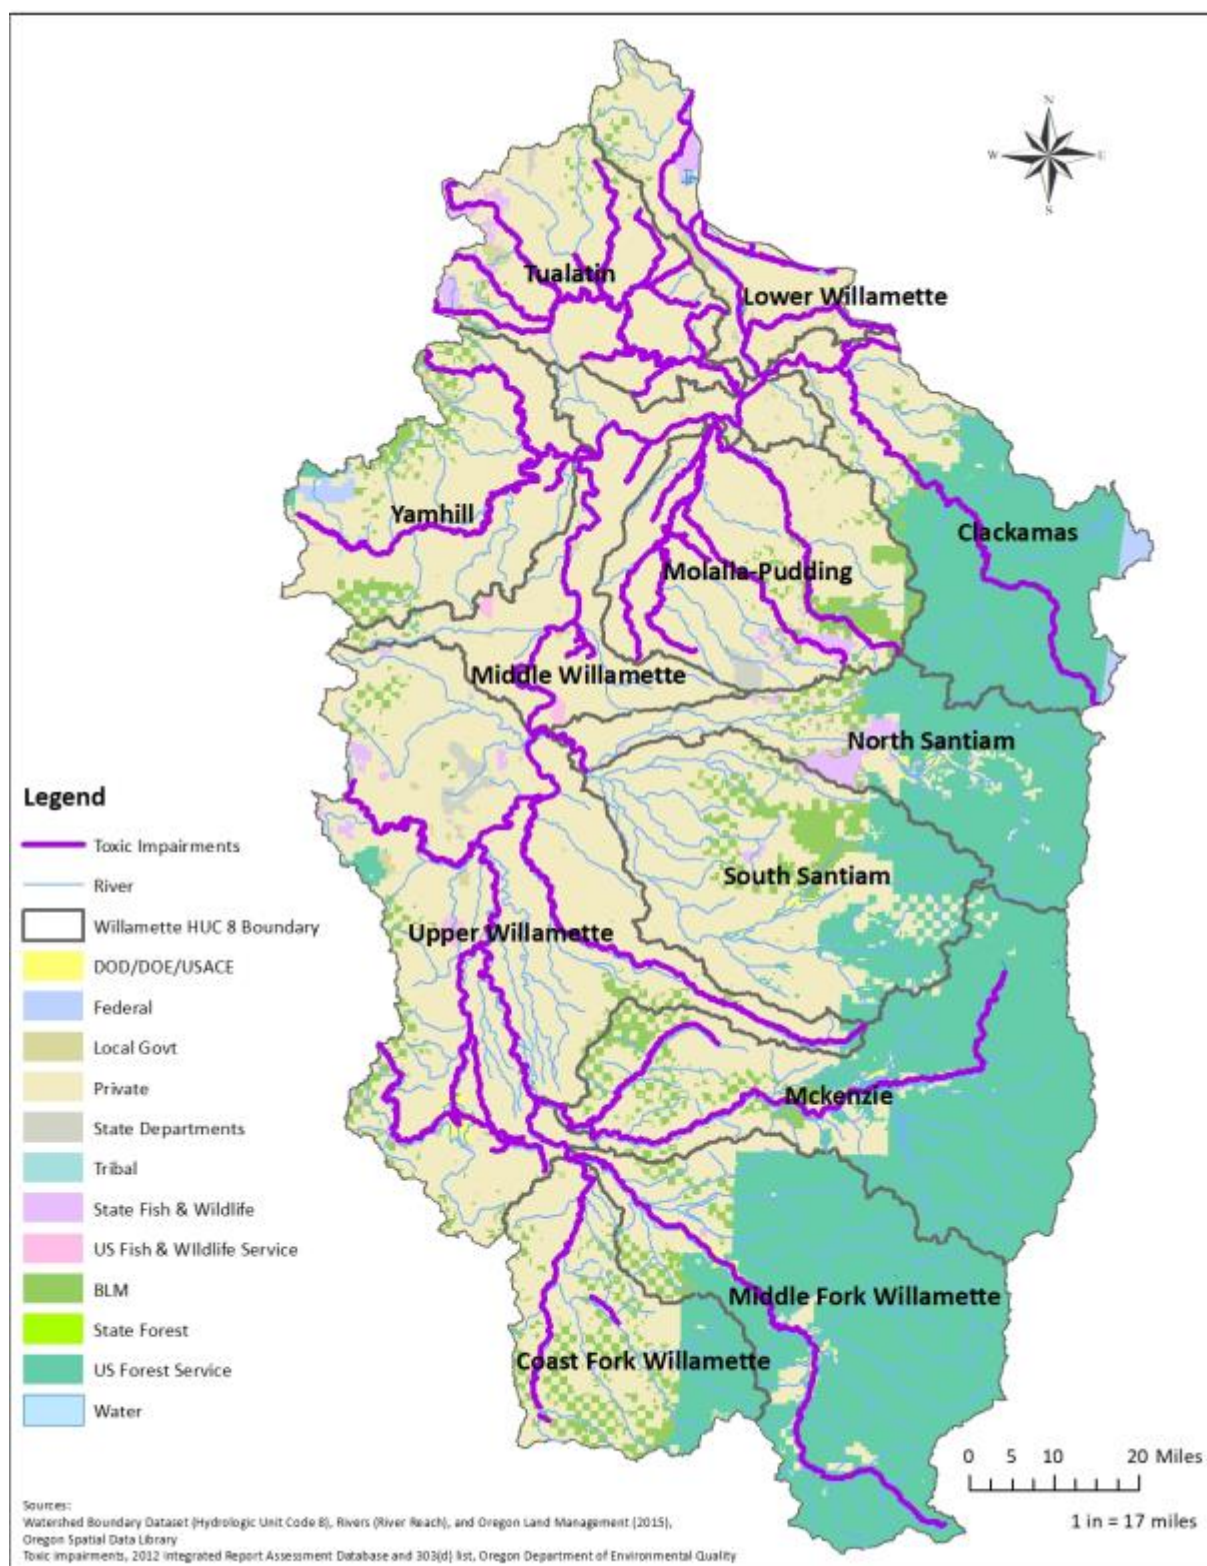 N
W E
S
Tualatin
Lower Willamette
Yamhill
Clackamas
Molalla-Pudding
Middle Willamette
North Santiam
South Santiam
Upper Willamette
Mckenzie
Middle Fork Willamette
Coast Fork Willamette
Legend
Toxic Impairments
River
Willamette HUC 8 Boundary
DOD/DOE/USACE
Federal
Local Govt
Private
State Departments
Tribal
State Fish & Wildlife
US Fish & Wildlife Service
BLM
State Forest
US Forest Service
Water
0 5 10 20 Miles
1 in = 17 miles
Sources:
Watershed Boundary Dataset (Hydrologic Unit Code 8), Rivers (River Reach), and Oregon Land Management (2015),
Oregon Spatial Data Library
Toxic impairments, 2012 Integrated Report Assessment Database and 303(d) list, Oregon Department of Environmental Quality